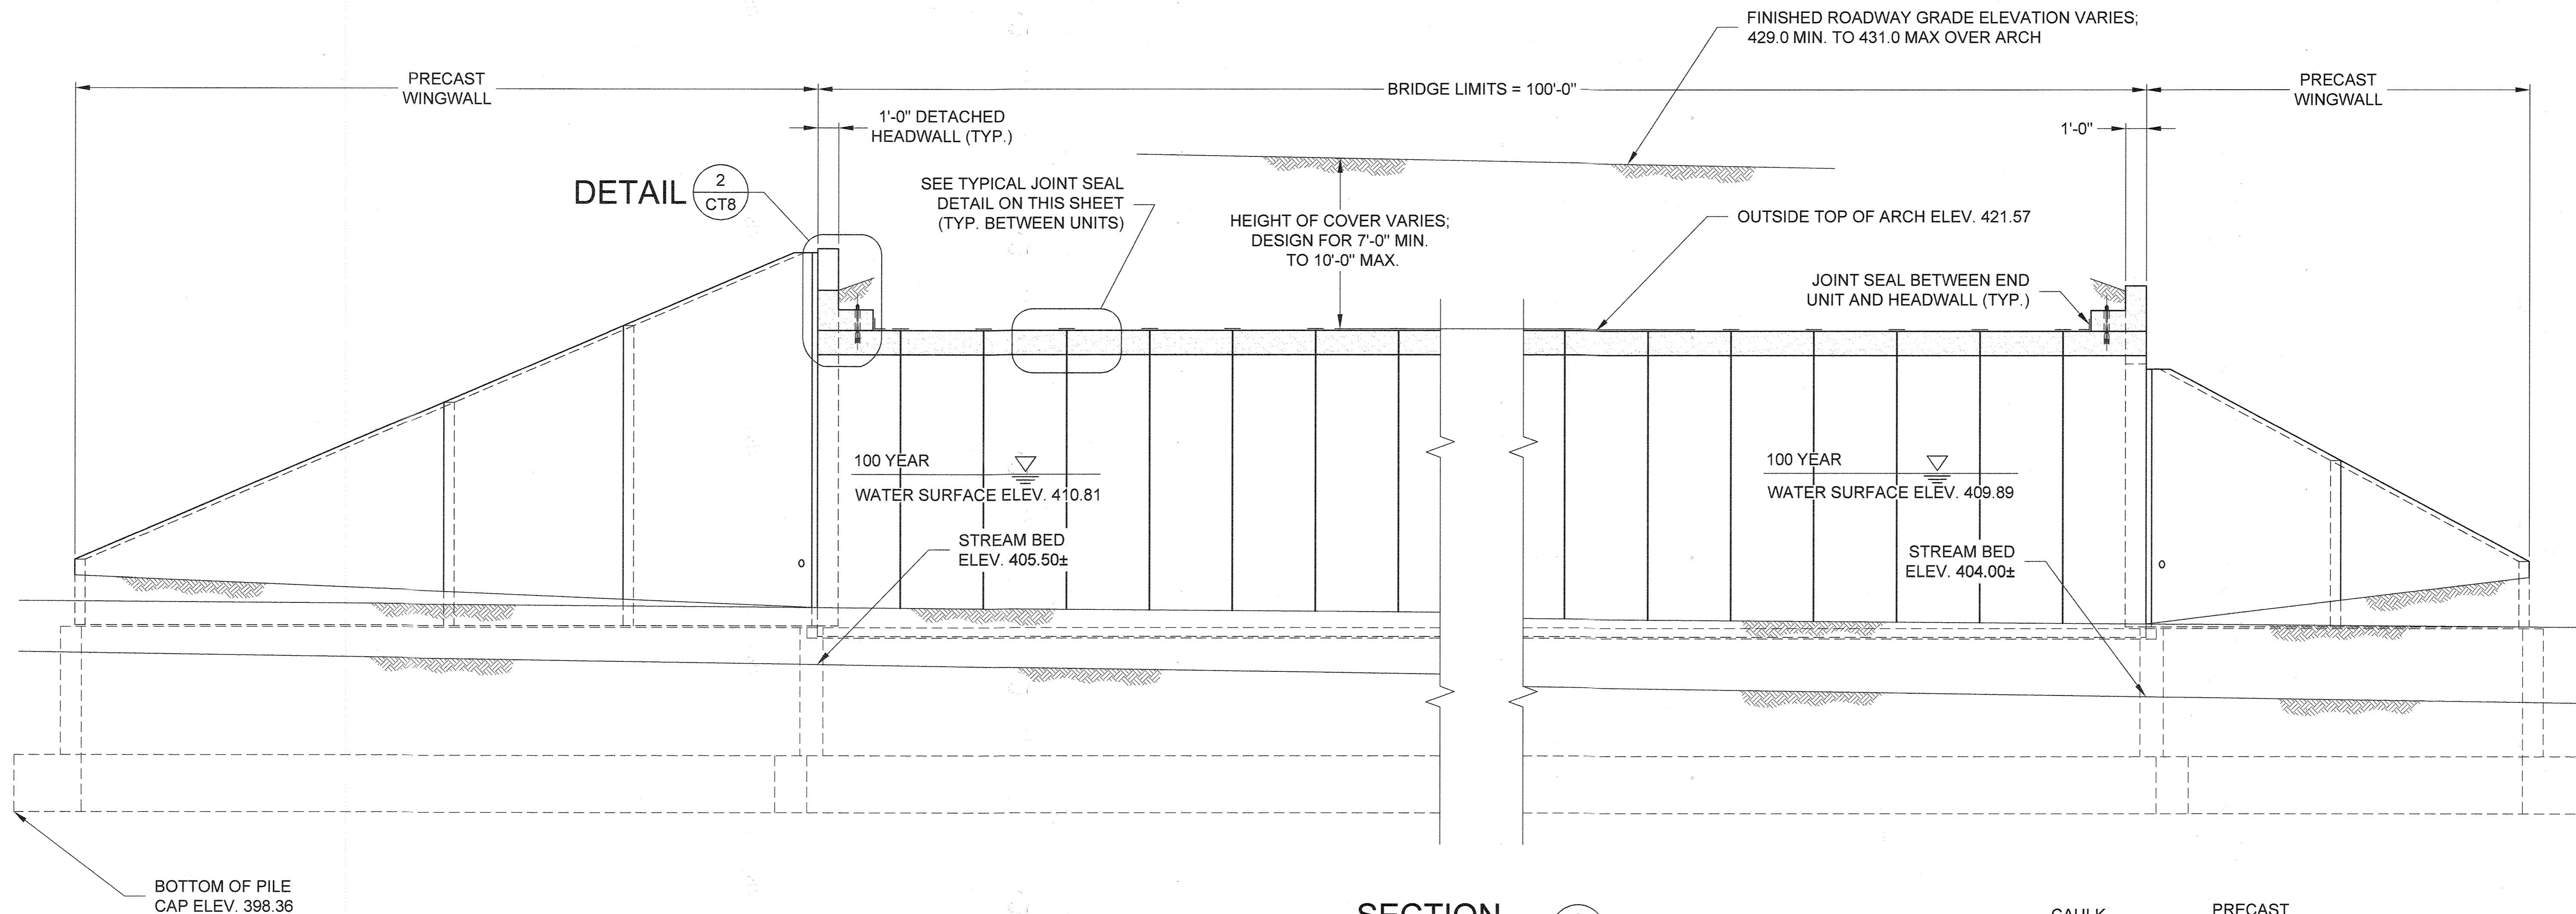 FINISHED ROADWAY GRADE ELEVATION VARIES;
429.0 MIN. TO 431.0 MAX OVER ARCH
PRECAST
WINGWALL
BRIDGE LIMITS = 100'-0"
PRECAST
WINGWALL
1'-0" DETACHED
HEADWALL (TYP.)
1'-0"
DETAIL
2
CT8
SEE TYPICAL JOINT SEAL
DETAIL ON THIS SHEET
(TYP. BETWEEN UNITS)
HEIGHT OF COVER VARIES;
DESIGN FOR 7'-0" MIN.
TO 10'-0" MAX.
OUTSIDE TOP OF ARCH ELEV. 421.57
JOINT SEAL BETWEEN END
UNIT AND HEADWALL (TYP.)
100 YEAR
WATER SURFACE ELEV. 410.81
100 YEAR
WATER SURFACE ELEV. 409.89
STREAM BED
ELEV. 405.50±
STREAM BED
ELEV. 404.00±
BOTTOM OF PILE
CAP ELEV. 398.36
SECTION
CAULK
PRECAST